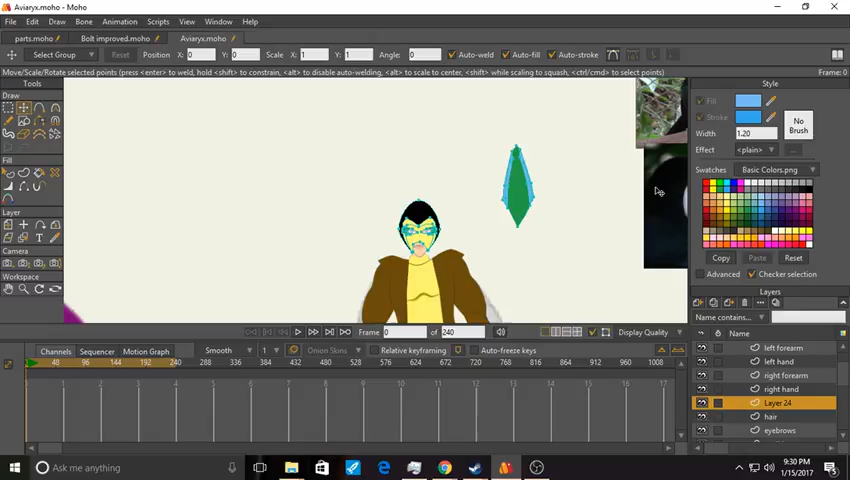 Aviaryx.moho - Moho
File Edit Draw Bone Animation Scripts View Window Help
parts.moho Bolt improved.moho Aviaryx.moho
Select Group Position X: 0 Y: 0 Scale X: 1 Y: 1 Angle: 0 Auto-weld Auto-fill Auto-stroke
Move/Scale/Rotate selected points (press <enter> to weld, hold <shift> to constrain, <alt> to disable auto-welding, <alt> to scale to center, <shift> while scaling to squash, <ctrl/cmd> to select points) Frame: 0
Tools Style
Draw
Fill
Stroke No Brush
Width 1.20
Effect <plain> ...
Fill
Swatches Basic Colors.png
Layer
Camera
Copy Paste Reset
Workspace
Advanced Checker selection
Layers
Name contains...
Frame 0 of 240 Display Quality
Name
Channels Sequencer Motion Graph Smooth 1 Onion Skins Relative keyframing Auto-freeze keys
left forearm
0 48 96 144 192 240 288 336 384 432 480 528 576 624 672 720 768 816 864 912 960 1008
left hand
right forearm
1 2 3 4 5 6 7 8 9 10 11 12 13 14 15 16 17
right hand
Layer 24
hair
eyebrows
Ask me anything
9:30 PM
1/15/2017